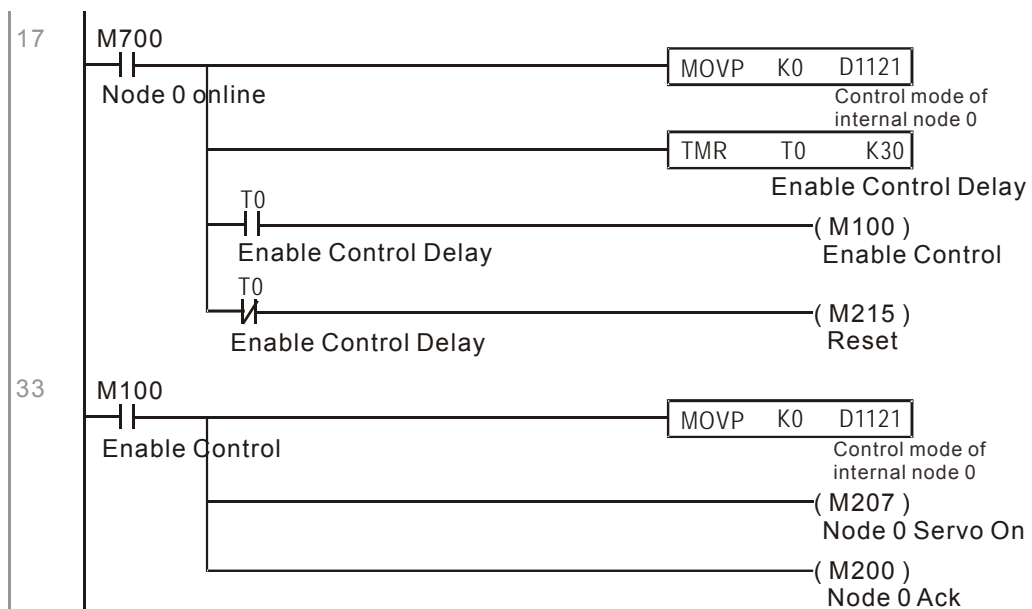 17
M700
MOVP K0 D1121
Node 0 online
Control mode of
internal node 0
TMR T0 K30
Enable Control Delay
T0
( M100 )
Enable Control Delay
Enable Control
T0
( M215 )
Enable Control Delay
Reset
33
M100
MOVP K0 D1121
Enable Control
Control mode of
internal node 0
( M207 )
Node 0 Servo On
( M200 )
Node 0 Ack